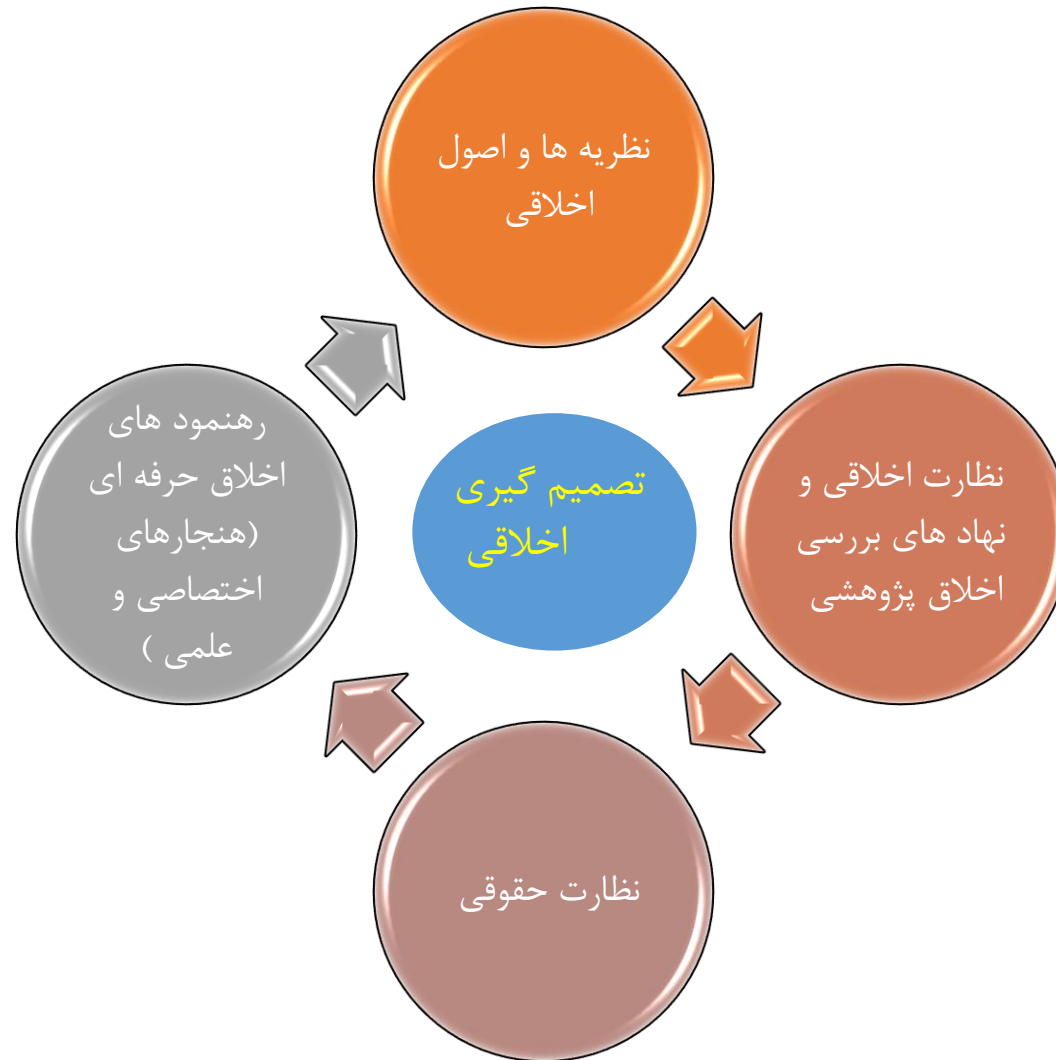 نظریه ها و اصول
اخلاقی
نظارت اخلاقی و
نهاد های بررسی
اخلاق پژوهشی
نظارت حقوقی
رهنمود های
اخلاق حرفه ای
(هنجارهای
اختصاصی و
علمی )
تصمیم گیری
اخلاقی